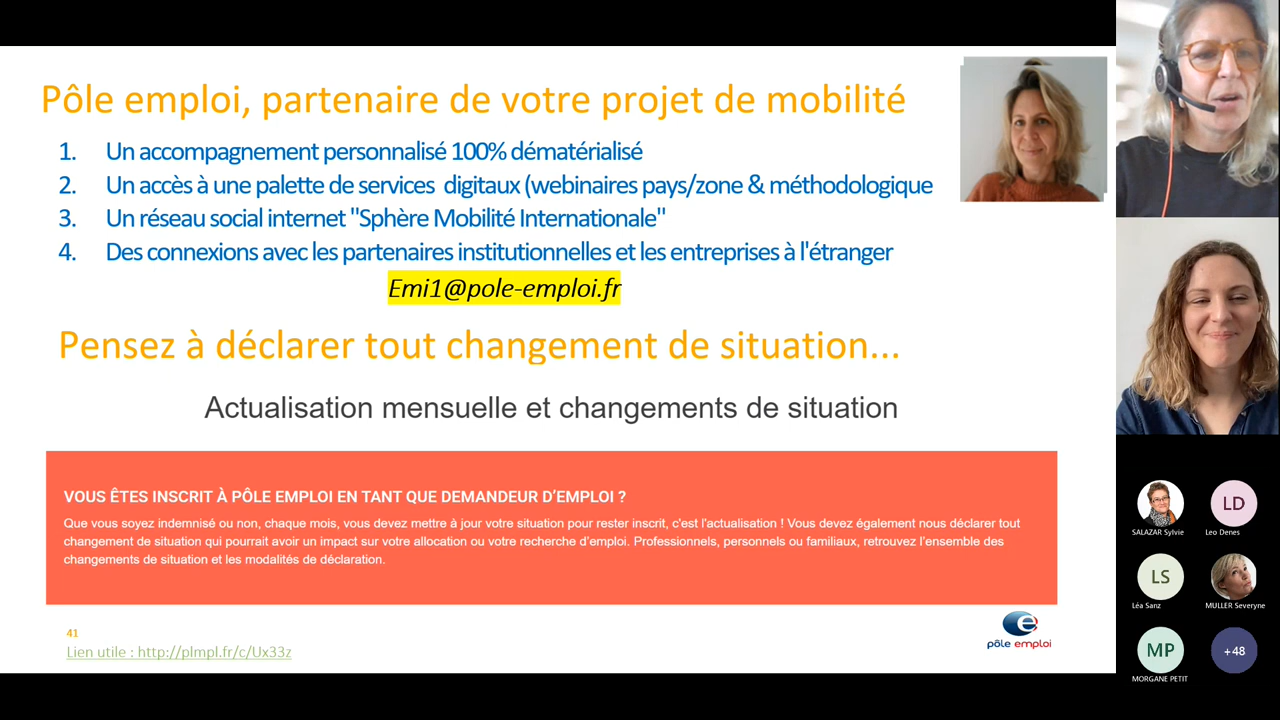 Pôle emploi, partenaire de votre projet de mobilité
1. Un accompagnement personnalisé 100% dématérialisé
2. Un accès à une palette de services digitaux (webinaires pays/zone & méthodologique
3. Un réseau social internet "Sphère Mobilité Internationale"
4. Des connexions avec les partenaires institutionnelles et les entreprises à l'étranger
Emi1@pole-emploi.fr
Pensez à déclarer tout changement de situation...
Actualisation mensuelle et changements de situation
VOUS ÊTES INSCRIT À PÔLE EMPLOI EN TANT QUE DEMANDEUR D'EMPLOI ?
Que vous soyez indemnisé ou non, chaque mois, vous devez mettre à jour votre situation pour rester inscrit, c'est l'actualisation ! Vous devez également nous déclarer tout
changement de situation qui pourrait avoir un impact sur votre allocation ou votre recherche d'emploi. Professionnels, personnels ou familiaux, retrouvez l'ensemble des
changements de situation et les modalités de déclaration.
41
Lien utile : http://plmpl.fr/c/Ux33z
pôle emploi
SALAZAR Sylvie
LD
Leo Denes
LS
Léa Sanz
MULLER Severyne
MP
MORGANE PETIT
+48